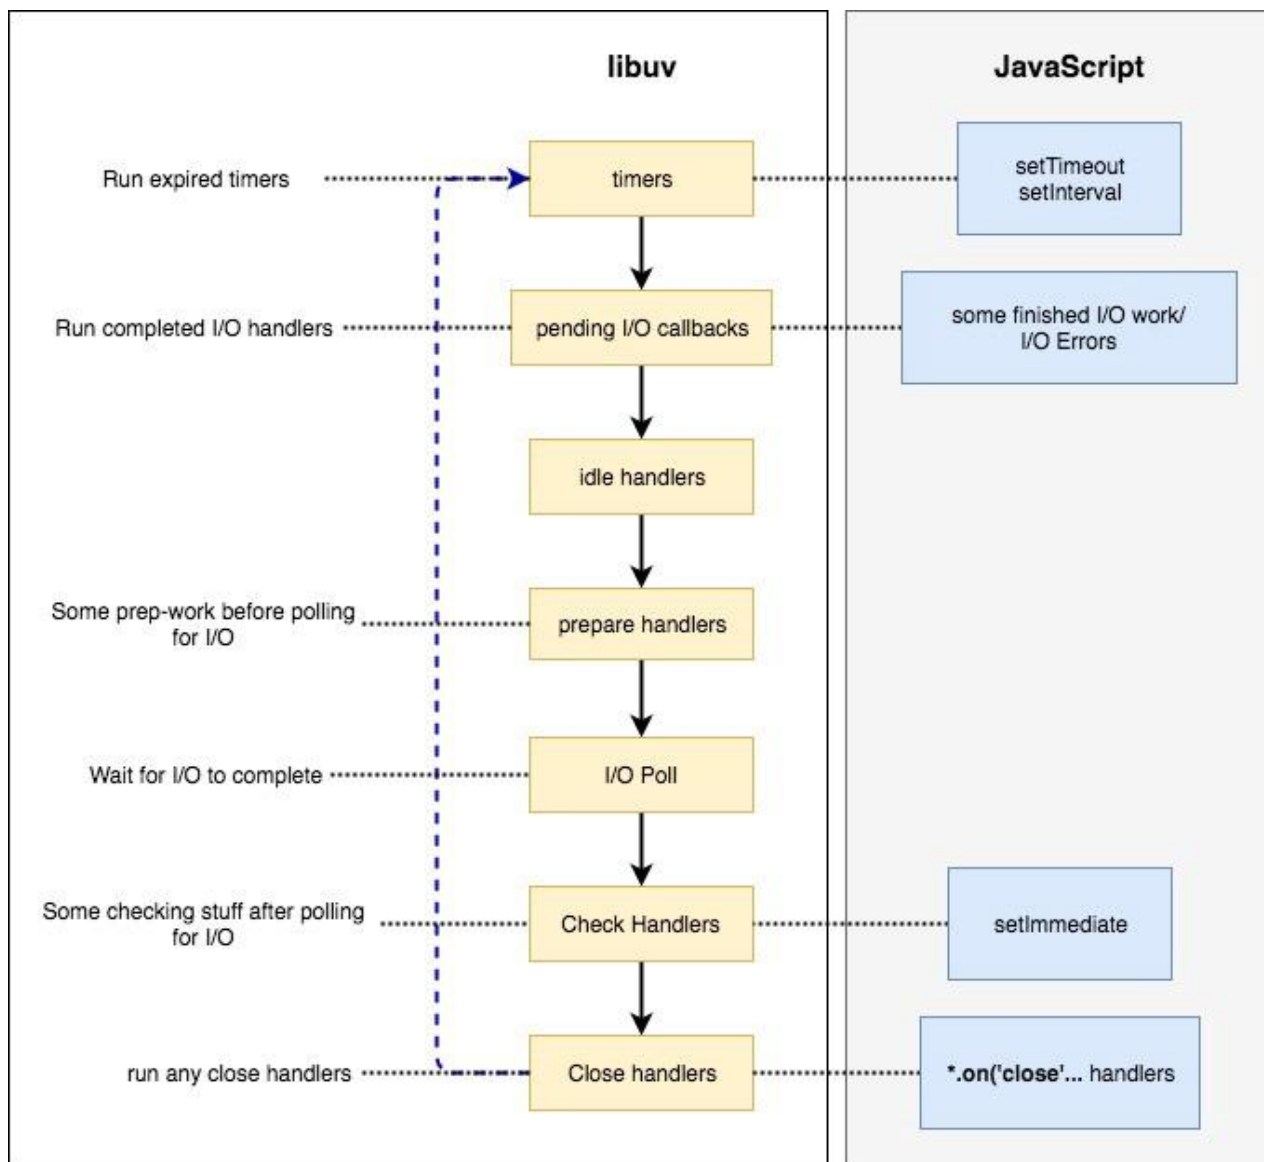 libuv
JavaScript
Run expired timers
timers
setTimeout
setInterval
Run completed I/O handlers
pending I/O callbacks
some finished I/O work/
I/O Errors
idle handlers
Some prep-work before polling
for I/O
prepare handlers
Wait for I/O to complete
I/O Poll
Some checking stuff after polling
for I/O
Check Handlers
setImmediate
run any close handlers
Close handlers
*.on('close'... handlers